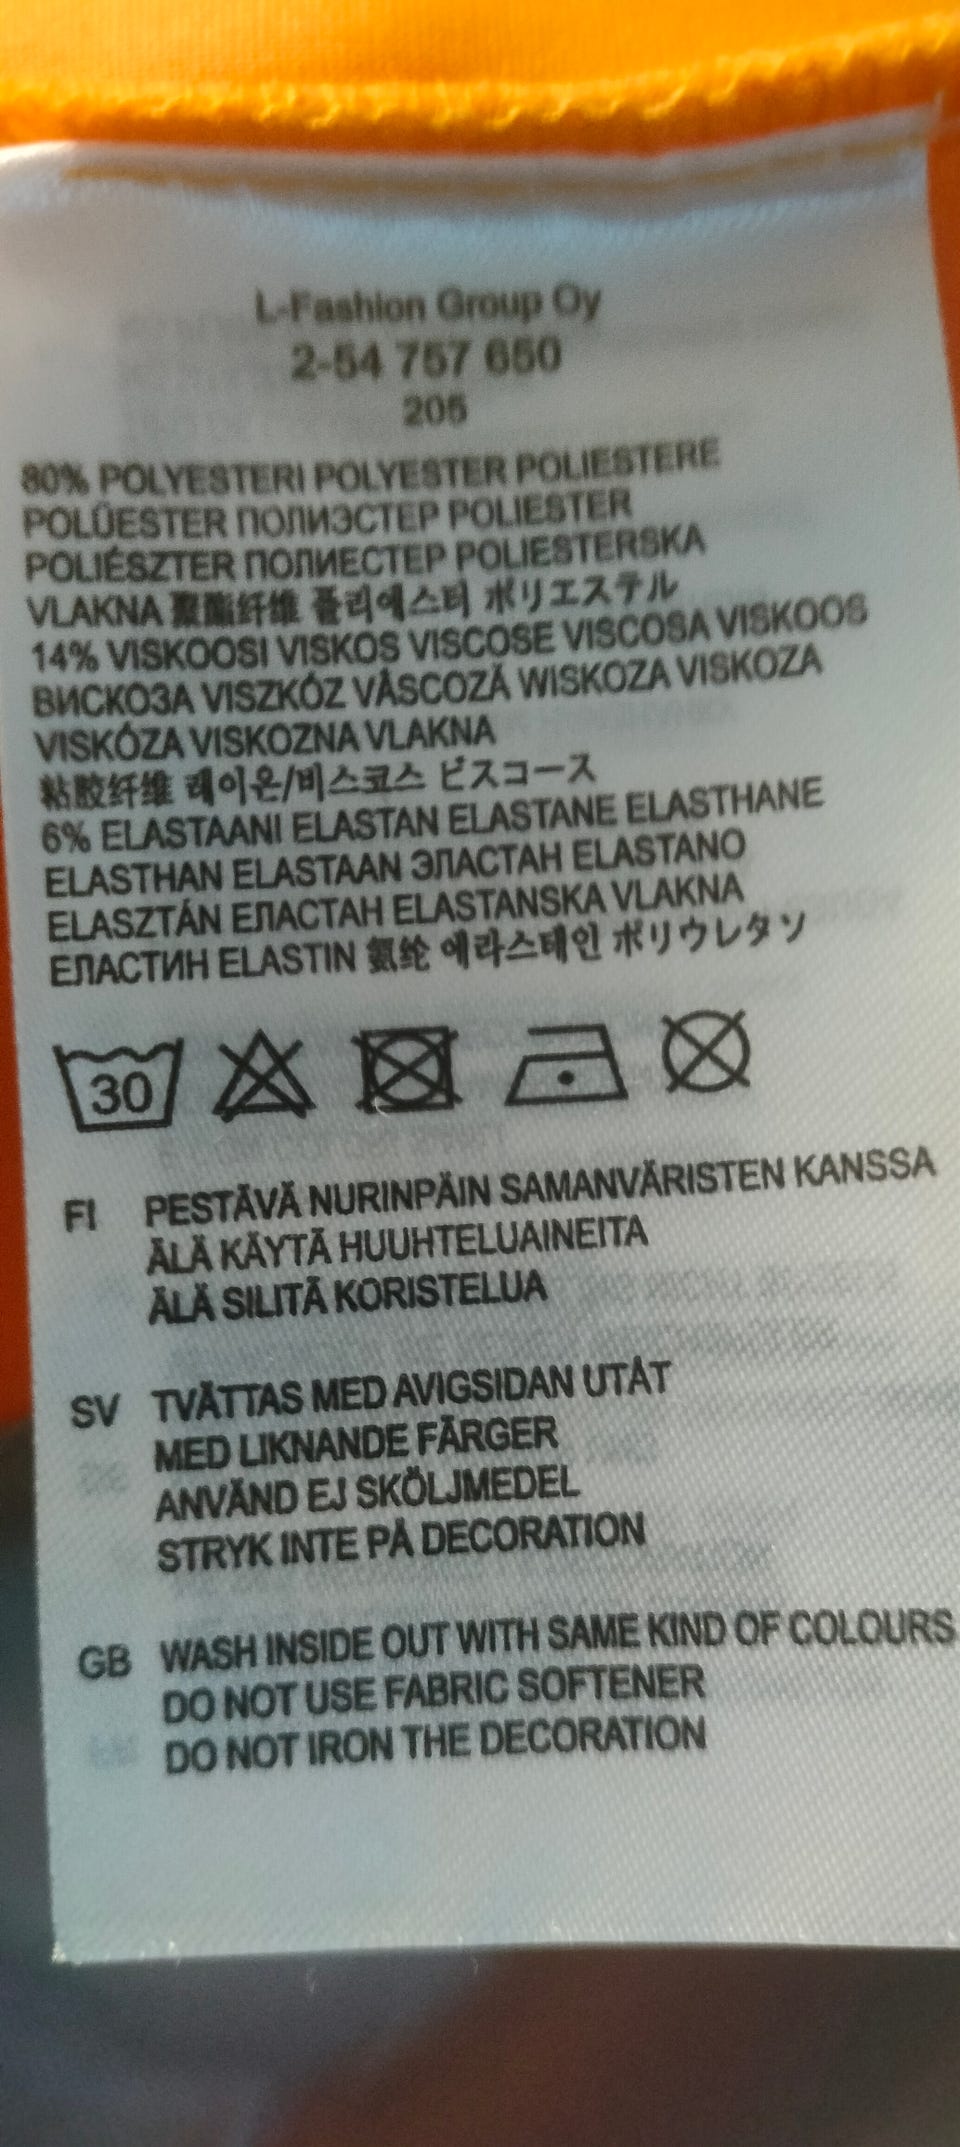 L-Fashion Group Oy
2-54 757 650
205
80% POLYESTERI POLYESTER POLIESTERE
POLÜESTER ПОЛИЭСТЕР POLIESTER
POLIÉSZTER ПОЛИЕСТЕР POLIESTERSKA
VLAKNA 聚酯纤维 폴리에스터 ポリエステル
14% VISKOOSI VISKOS VISCOSE VISCOSA VISKOOS
ВИСКОЗА VISZKÓZ VÂSCOZĂ WISKOZA VISKOZA
VISKÓZA VISKOZNA VLAKNA
粘胶纤维 레이온/비스코스 ビスコース
6% ELASTAANI ELASTAN ELASTANE ELASTHANE
ELASTHAN ELASTAAN ЭЛАСТАН ELASTANO
ELASZTÁN ЕЛАСТАН ELASTANSKA VLAKNA
ЕЛАСТИН ELASTIN 氨纶 에라스테인 ポリウレタン
30
FI PESTÄVÄ NURINPÄIN SAMANVÄRISTEN KANSSA
ÄLÄ KÄYTÄ HUUHTELUAINEITA
ÄLÄ SILITÄ KORISTELUA
SV TVÄTTAS MED AVIGSIDAN UTÅT
MED LIKNANDE FÄRGER
ANVÄND EJ SKÖLJMEDEL
STRYK INTE PÅ DECORATION
GB WASH INSIDE OUT WITH SAME KIND OF COLOURS
DO NOT USE FABRIC SOFTENER
DO NOT IRON THE DECORATION